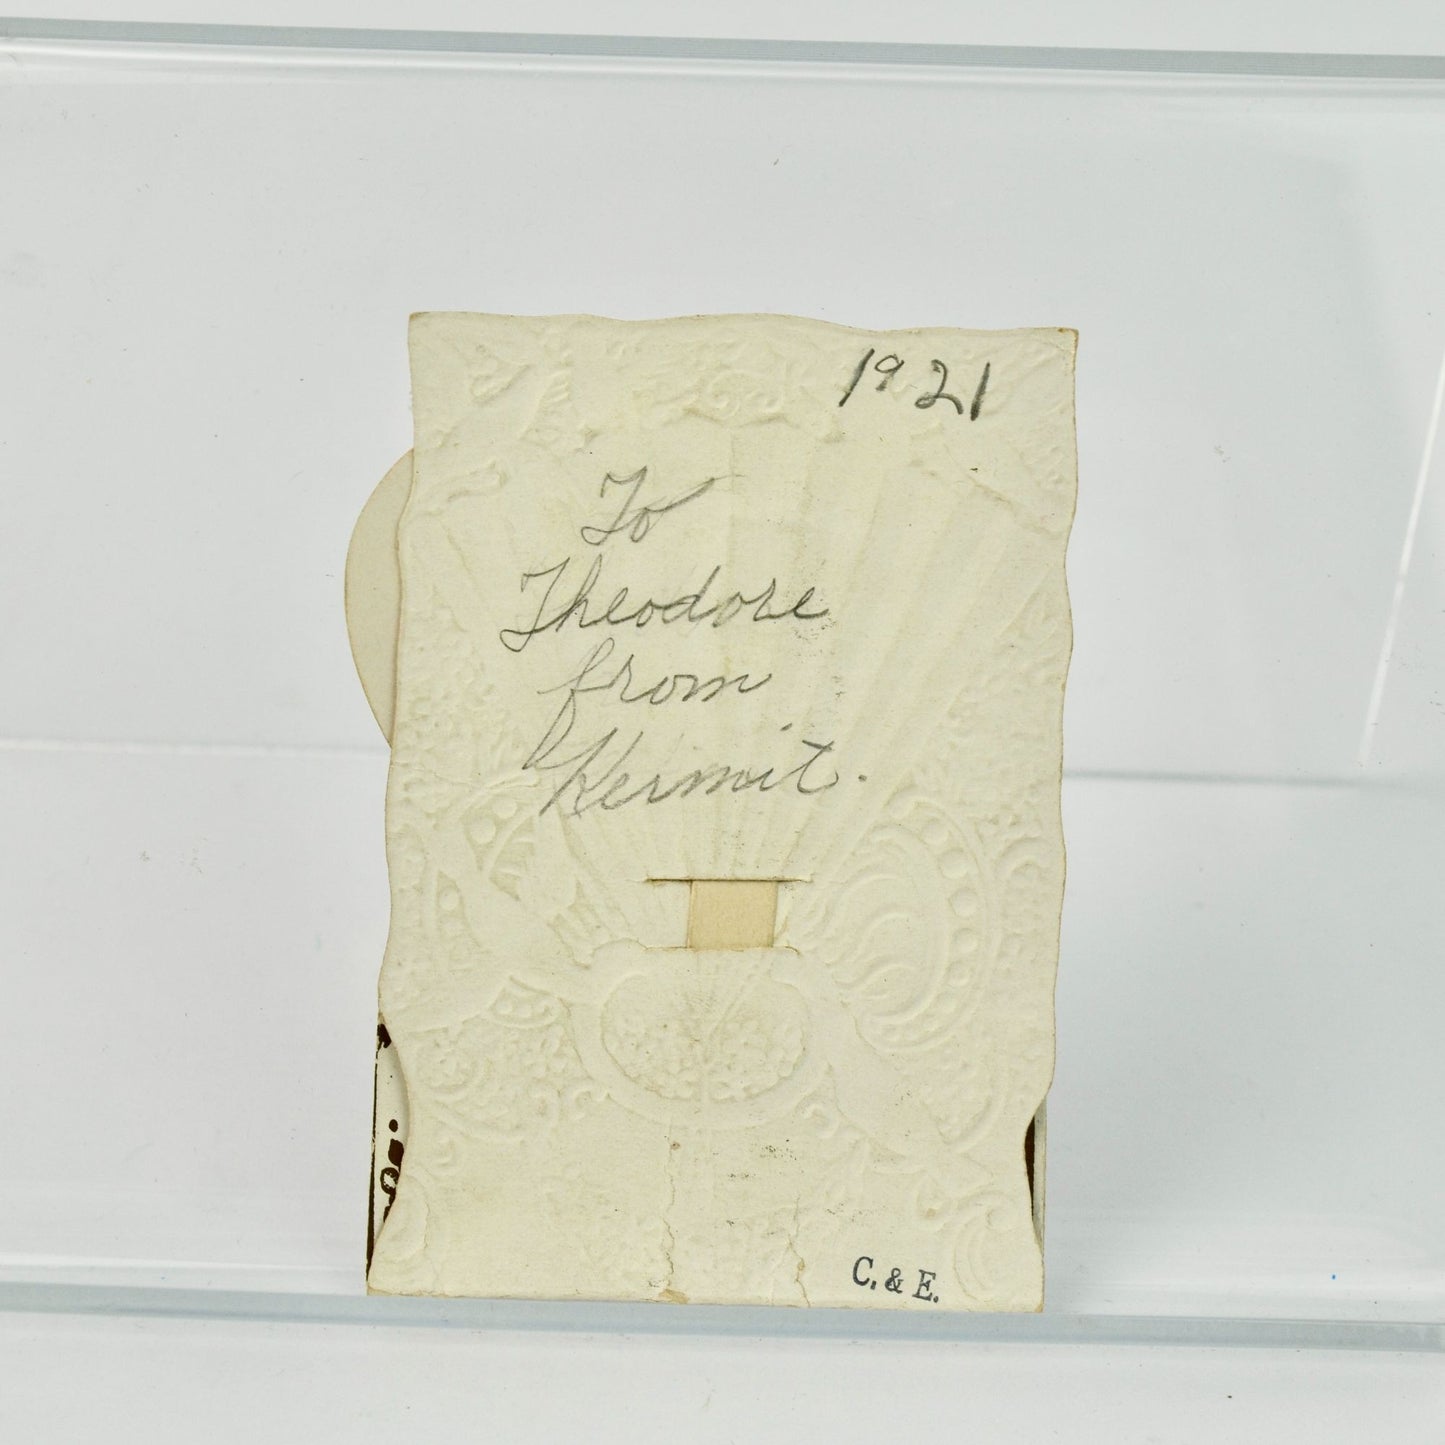 1921
To
Theodore
from
Kermit.
C. & E.